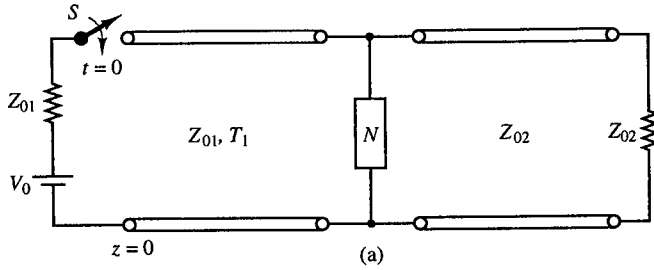 S
t = 0
Z01
Z01, T1
N
Z02
Z02
V0
z = 0
(a)